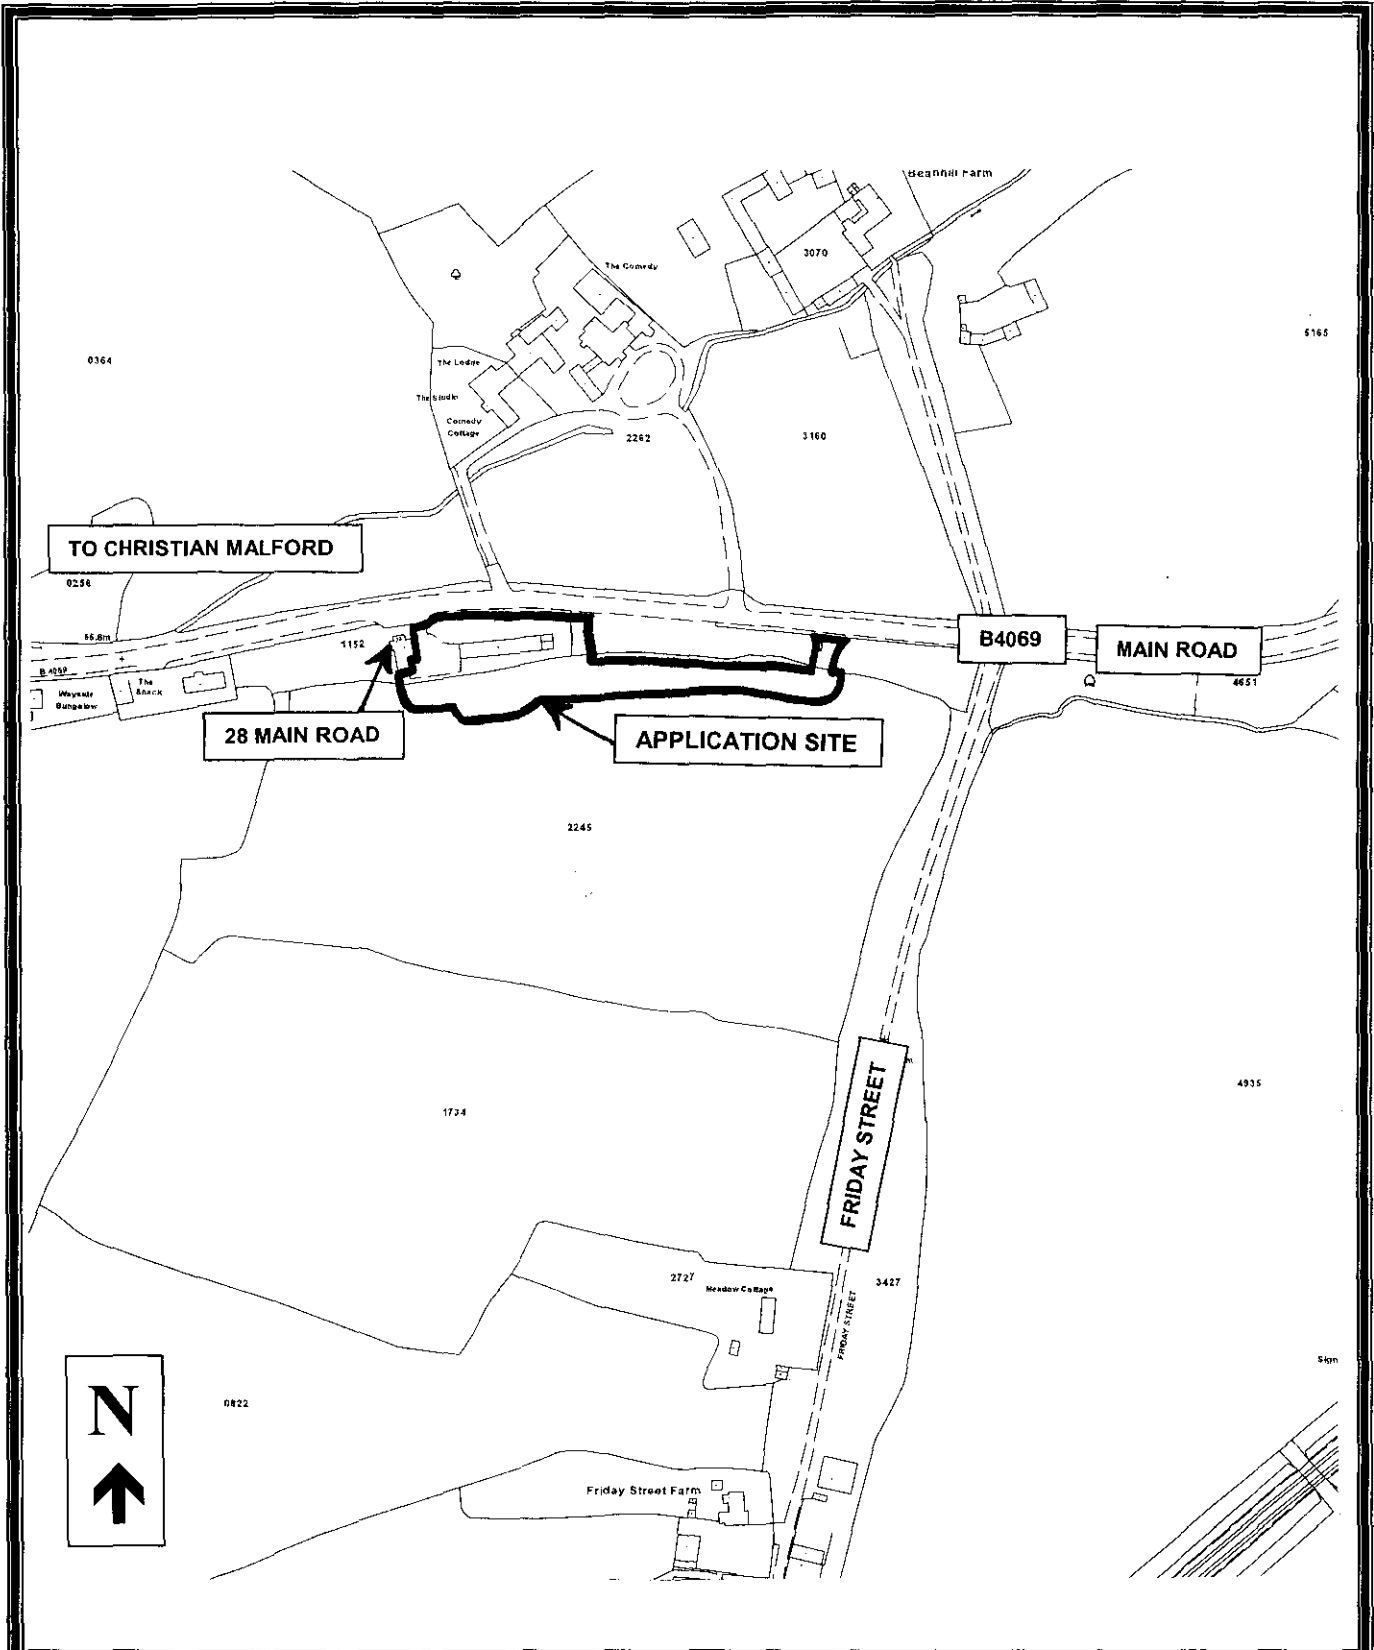 Beanhill Farm
3070
The Comedy
5165
0364
The Lodge
The Studio
Comedy
Cottage
2262
3160
TO CHRISTIAN MALFORD
0256
56.8m
1152
B4069
MAIN ROAD
B 4069
The
Shack
Wayside
Bungalow
4651
28 MAIN ROAD
APPLICATION SITE
2245
FRIDAY STREET
4935
1734
2727
Meadow Cottage
3427
FRIDAY STREET
N
0822
Friday Street Farm